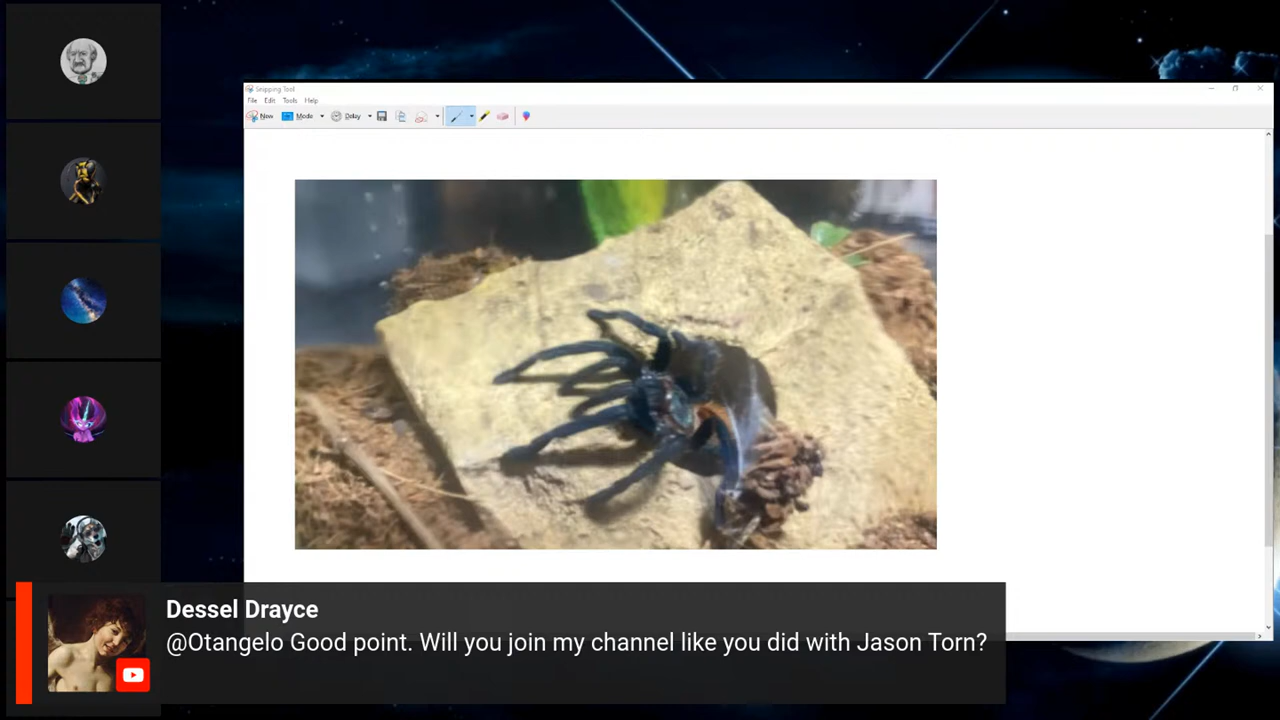 Snipping Tool
File Edit Tools Help
New Mode Delay
Dessel Drayce
@Otangelo Good point. Will you join my channel like you did with Jason Torn?